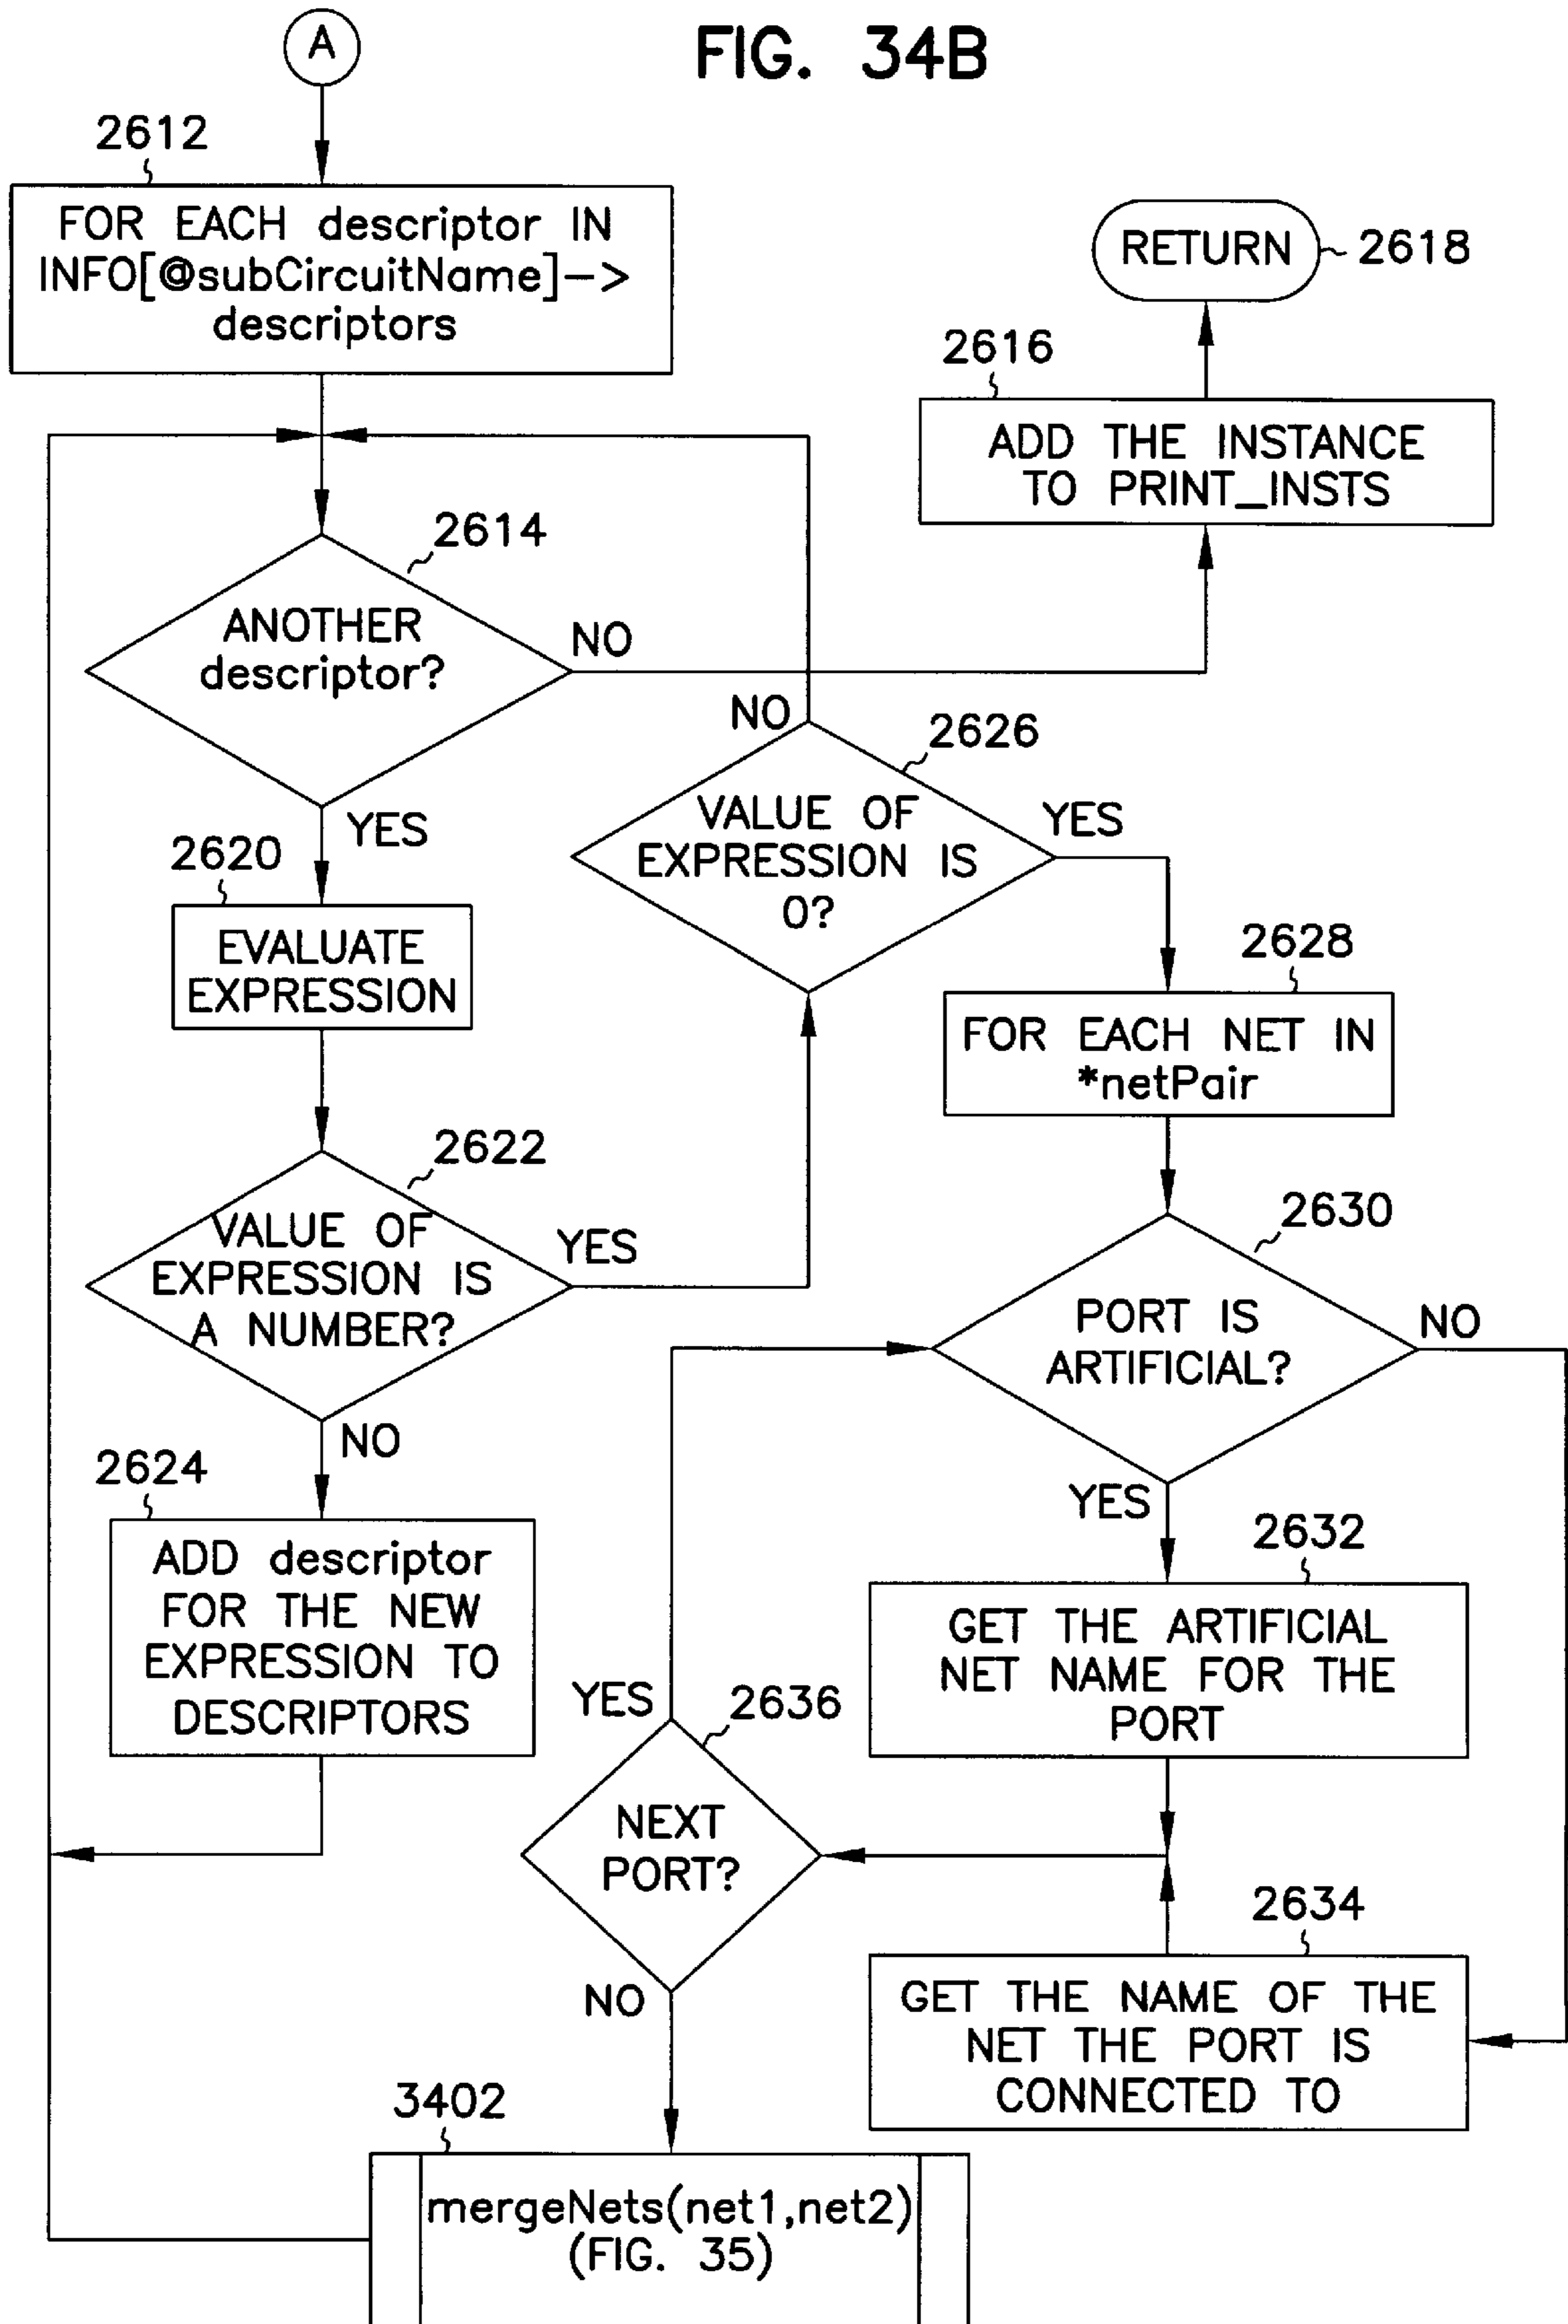 FIG. 34B
A
2612
FOR EACH descriptor IN
INFO[@subCircuitName]->
descriptors
RETURN
2618
2616
ADD THE INSTANCE
TO PRINT_INSTS
2614
ANOTHER
descriptor?
NO
YES
2620
EVALUATE
EXPRESSION
NO
2626
VALUE OF
EXPRESSION IS
0?
YES
2628
FOR EACH NET IN
*netPair
2622
VALUE OF
EXPRESSION IS
A NUMBER?
YES
NO
2630
PORT IS
ARTIFICIAL?
NO
YES
2624
ADD descriptor
FOR THE NEW
EXPRESSION TO
DESCRIPTORS
2632
GET THE ARTIFICIAL
NET NAME FOR THE
PORT
YES
2636
NEXT
PORT?
NO
2634
GET THE NAME OF THE
NET THE PORT IS
CONNECTED TO
3402
mergeNets(net1,net2)
(FIG. 35)